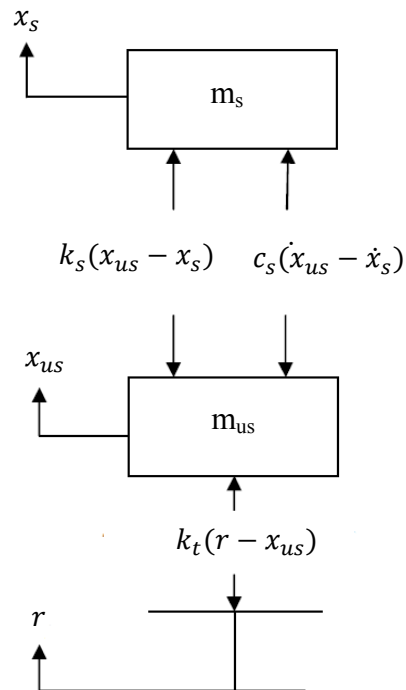 x_s
m_s
k_s(x_us − x_s) c_s(ẋ_us − ẋ_s)
x_us
m_us
k_t(r − x_us)
r